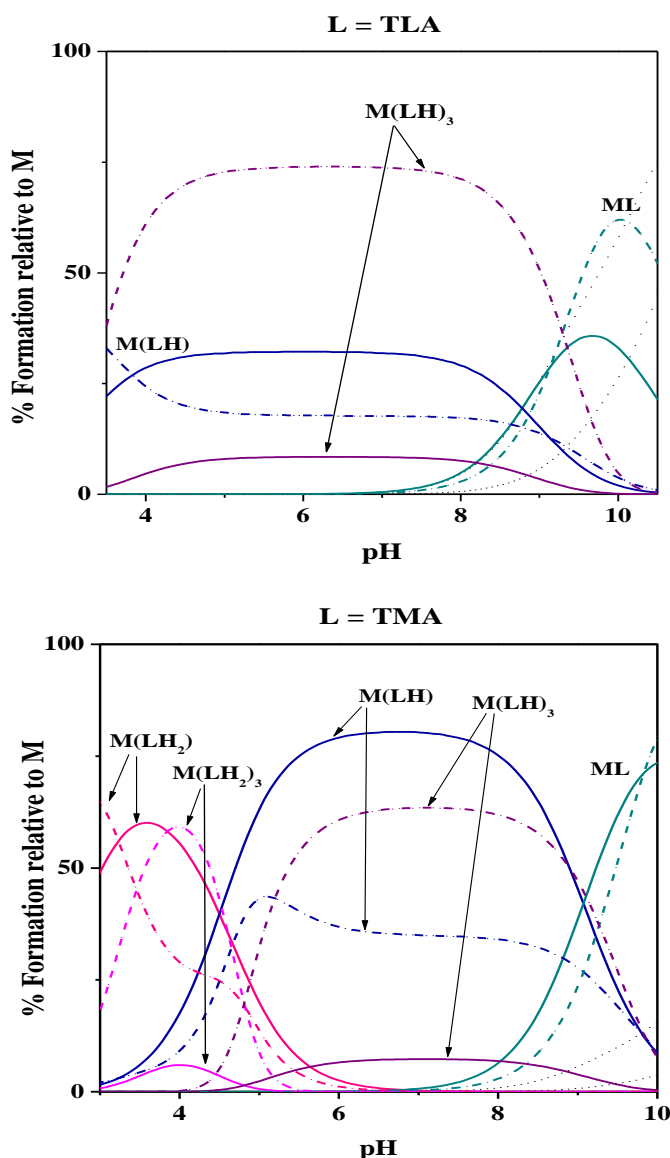 L = TLA
100
M(LH)₃
% Formation relative to M
ML
50
M(LH)
0
4 6 8 10
pH
L = TMA
100
M(LH) M(LH)₃
M(LH₂)
M(LH₂)₃ ML
% Formation relative to M
50
0
4 6 8 10
pH